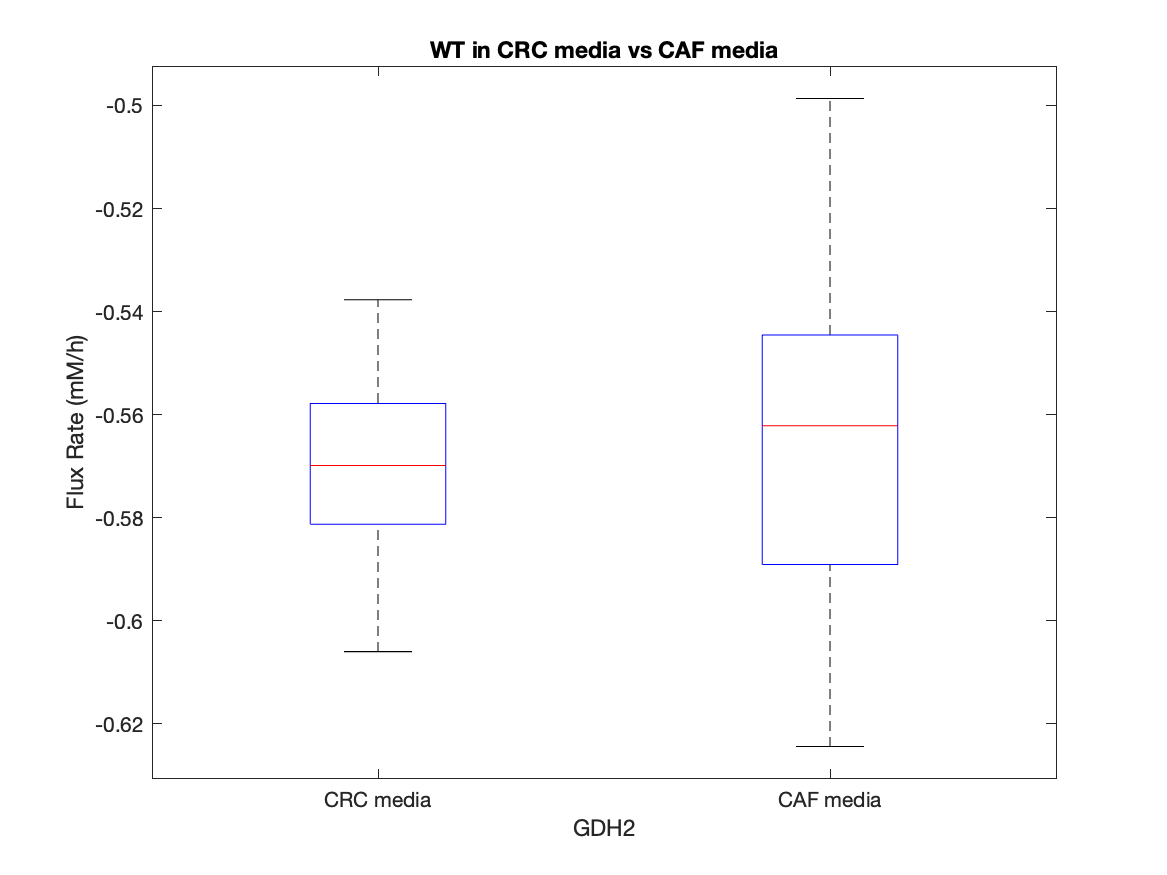 WT in CRC media vs CAF media
-0.5
-0.52
-0.54
-0.56
-0.58
-0.6
-0.62
Flux Rate (mM/h)
CRC media
CAF media
GDH2